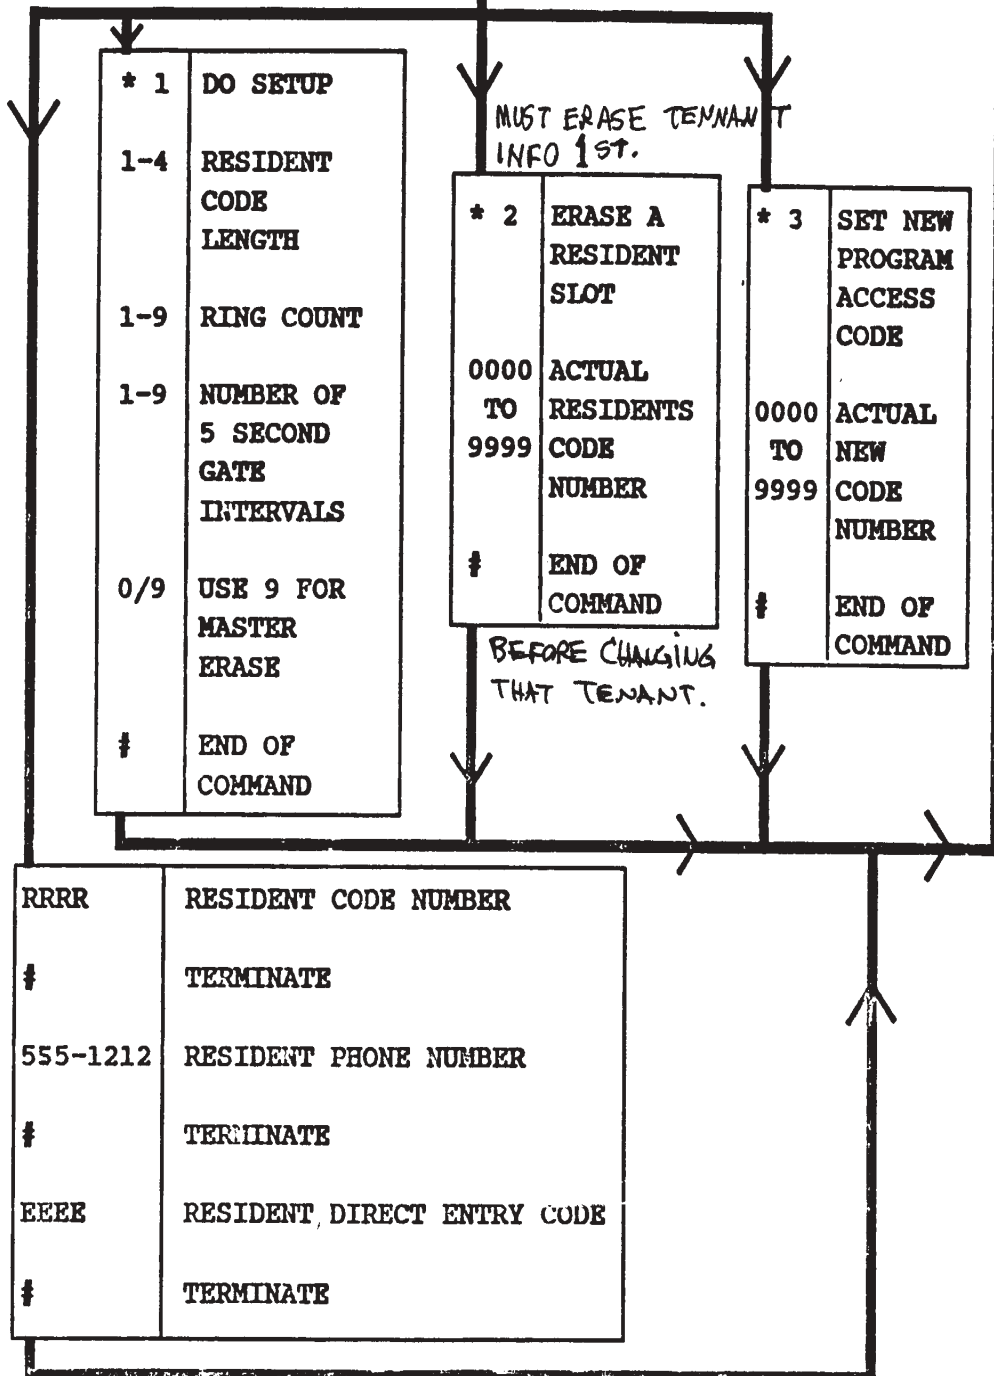 * 1 DO SETUP
1-4 RESIDENT
CODE
LENGTH
1-9 RING COUNT
1-9 NUMBER OF
5 SECOND
GATE
INTERVALS
0/9 USE 9 FOR
MASTER
ERASE
# END OF
COMMAND
MUST ERASE TENNANT
INFO 1ST.
* 2 ERASE A
RESIDENT
SLOT
0000 ACTUAL
TO RESIDENTS
9999 CODE
NUMBER
# END OF
COMMAND
BEFORE CHANGING
THAT TENANT.
* 3 SET NEW
PROGRAM
ACCESS
CODE
0000 ACTUAL
TO NEW
9999 CODE
NUMBER
# END OF
COMMAND
RRRR RESIDENT CODE NUMBER
# TERMINATE
555-1212 RESIDENT PHONE NUMBER
# TERMINATE
EEEE RESIDENT DIRECT ENTRY CODE
# TERMINATE